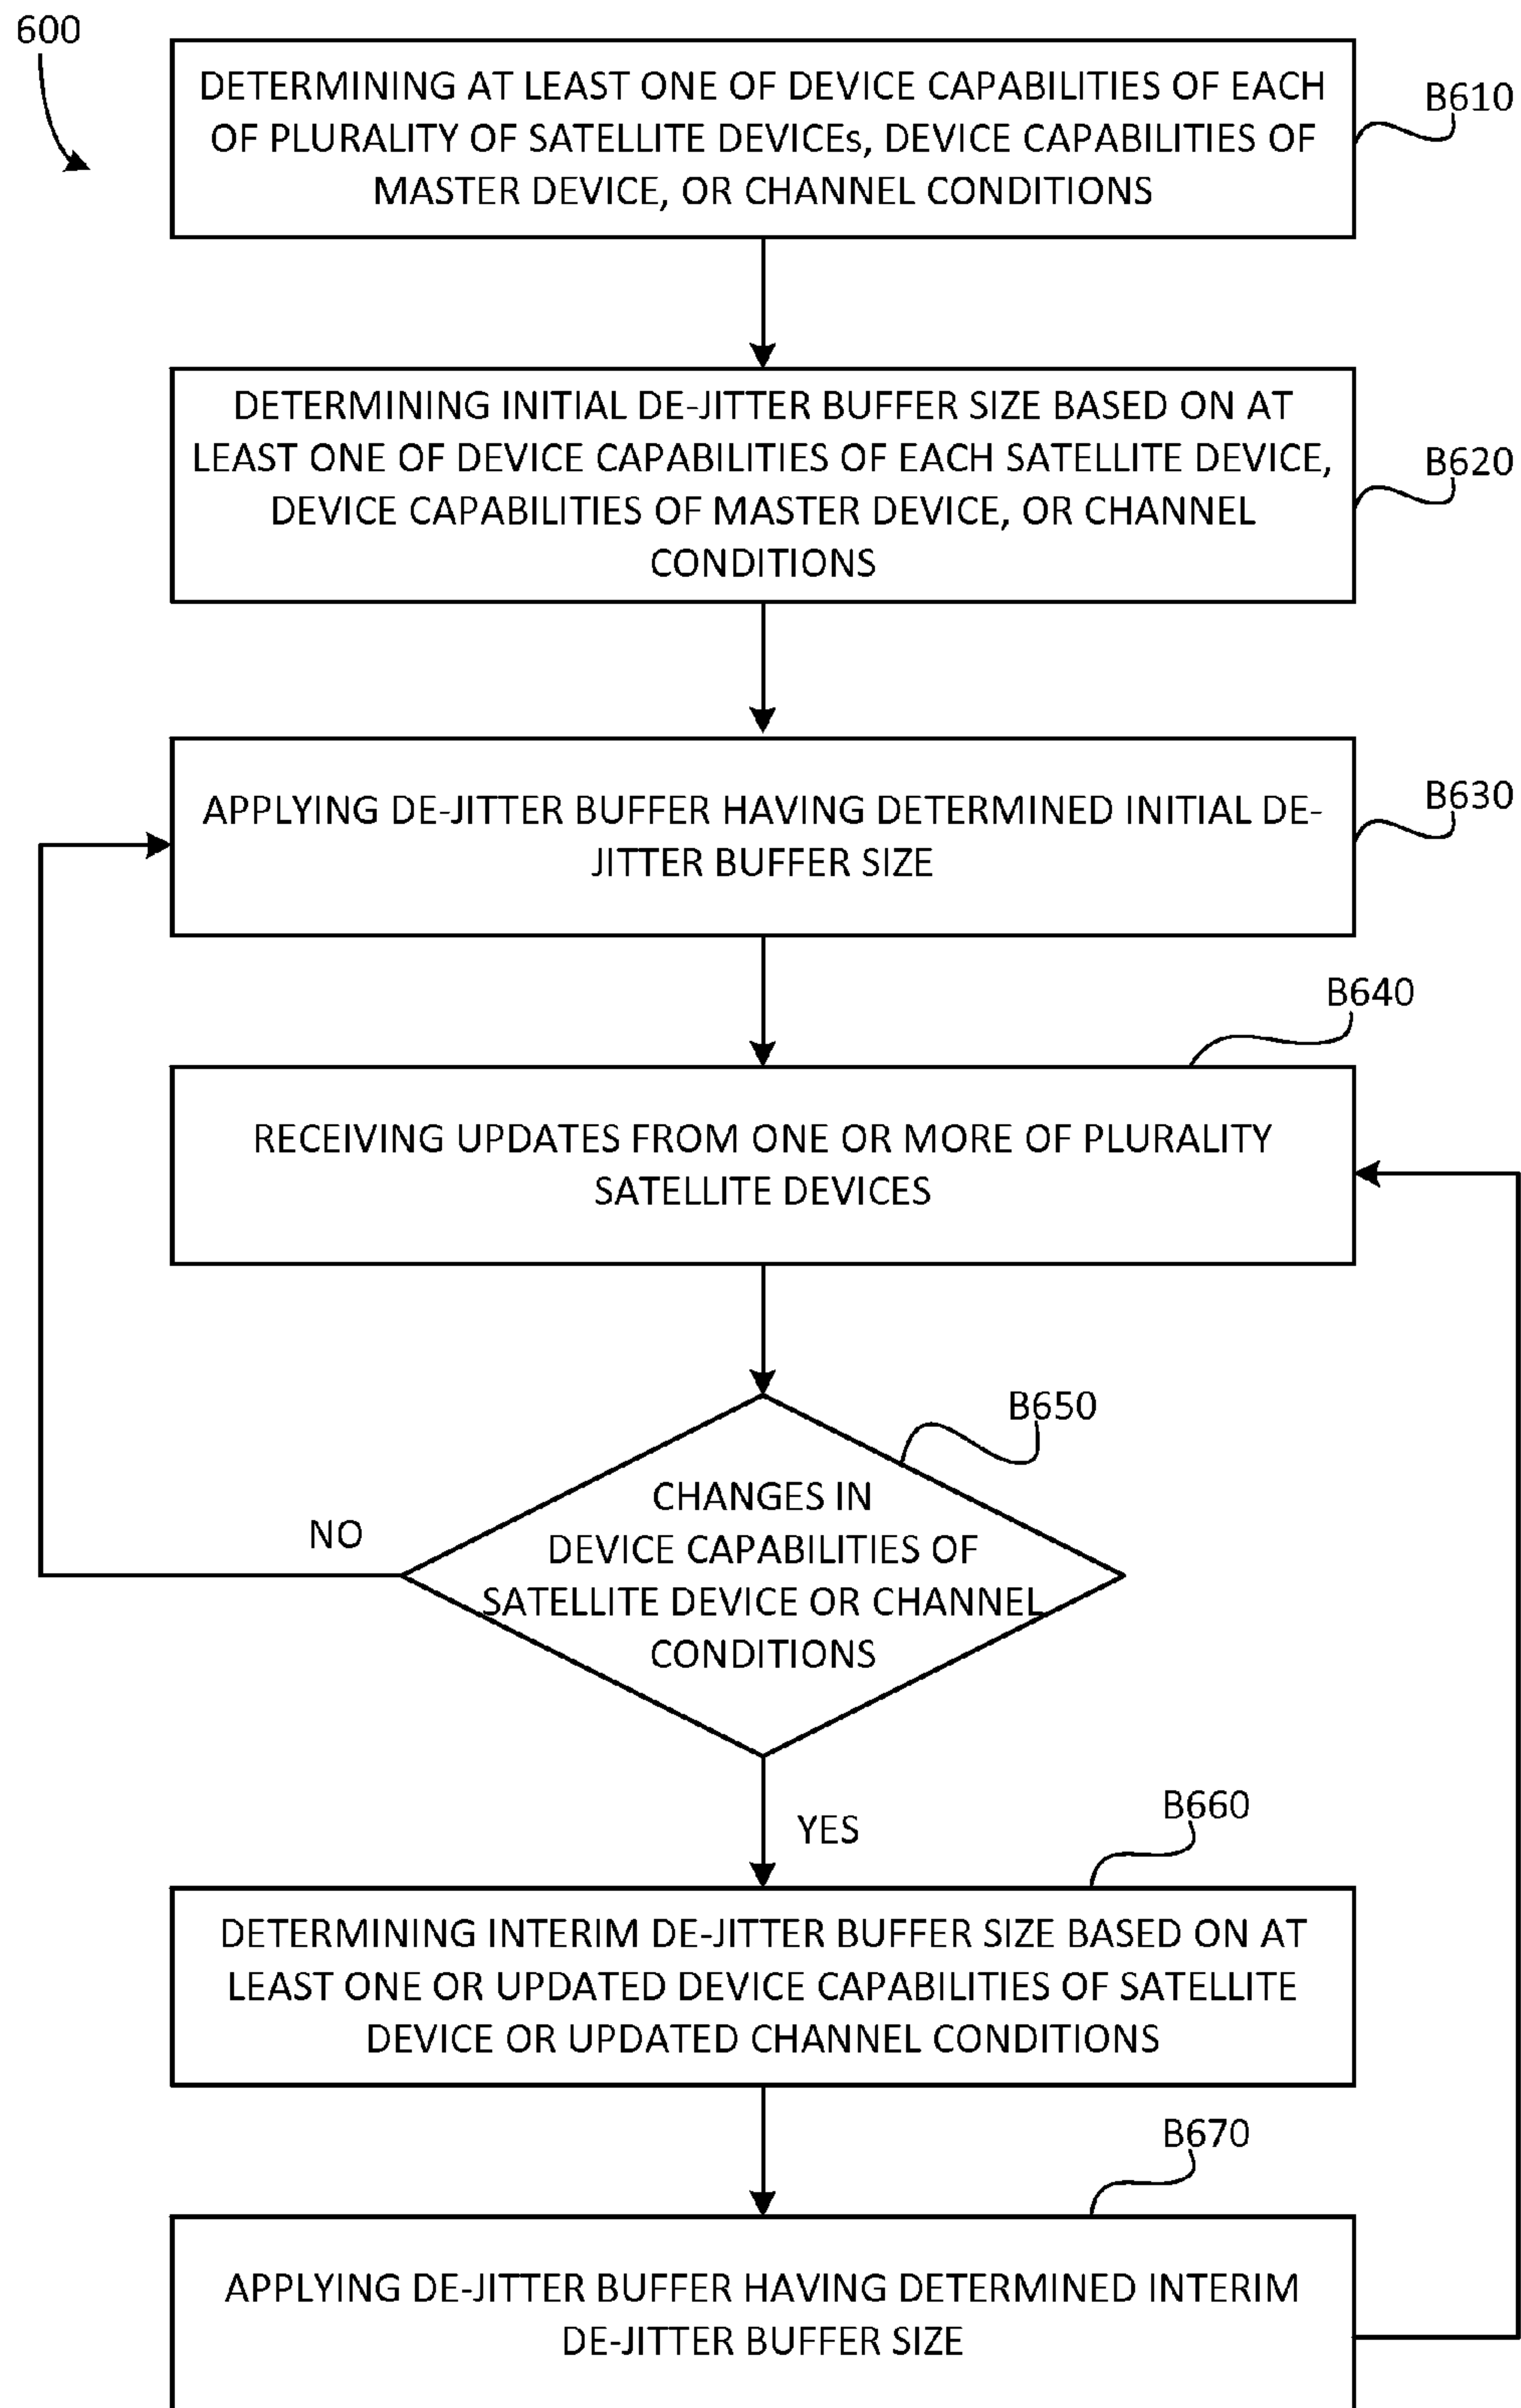 600
DETERMINING AT LEAST ONE OF DEVICE CAPABILITIES OF EACH
OF PLURALITY OF SATELLITE DEVICEs, DEVICE CAPABILITIES OF
MASTER DEVICE, OR CHANNEL CONDITIONS
B610
DETERMINING INITIAL DE-JITTER BUFFER SIZE BASED ON AT
LEAST ONE OF DEVICE CAPABILITIES OF EACH SATELLITE DEVICE,
DEVICE CAPABILITIES OF MASTER DEVICE, OR CHANNEL
CONDITIONS
B620
APPLYING DE-JITTER BUFFER HAVING DETERMINED INITIAL DE-
JITTER BUFFER SIZE
B630
B640
RECEIVING UPDATES FROM ONE OR MORE OF PLURALITY
SATELLITE DEVICES
B650
CHANGES IN
DEVICE CAPABILITIES OF
SATELLITE DEVICE OR CHANNEL
CONDITIONS
NO
YES
B660
DETERMINING INTERIM DE-JITTER BUFFER SIZE BASED ON AT
LEAST ONE OR UPDATED DEVICE CAPABILITIES OF SATELLITE
DEVICE OR UPDATED CHANNEL CONDITIONS
B670
APPLYING DE-JITTER BUFFER HAVING DETERMINED INTERIM
DE-JITTER BUFFER SIZE